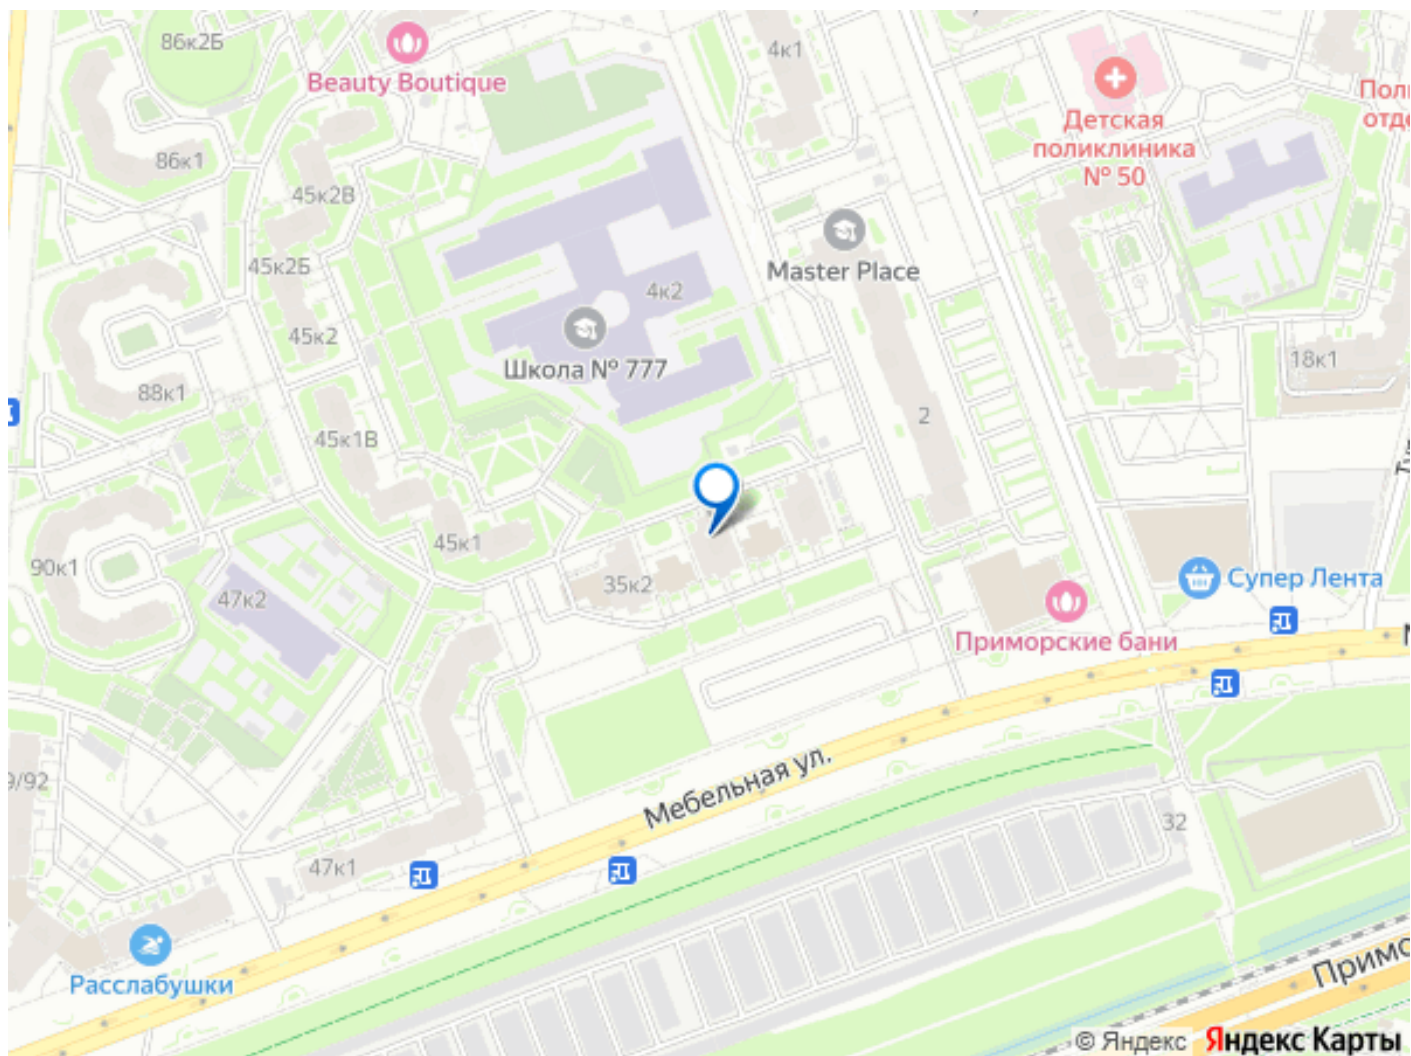 86к2Б
4к1
Beauty Boutique
Детская
поликлиника
№ 50
86к1
45к2В
Master Place
45к2Б
4к2
45к2
Школа № 777
18к1
88к1
2
45к1В
45к1
90к1
35к2
47к2
Супер Лента
Приморские бани
9/92
Мебельная ул.
32
47к1
Расслабушки
© Яндекс Яндекс Карты